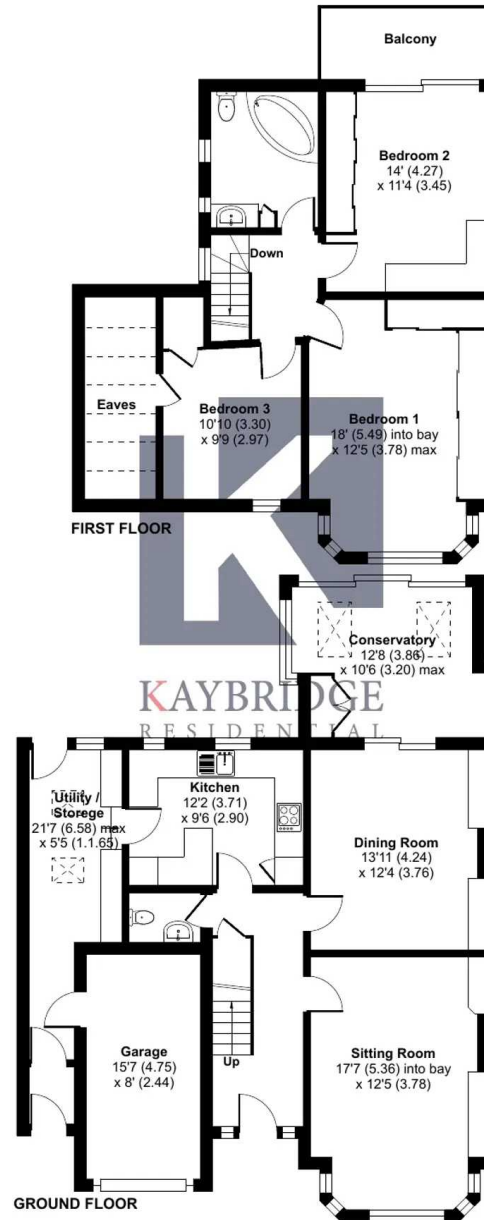 Balcony
Bedroom 2
14' (4.27)
x 11'4 (3.45)
Down
Eaves
Bedroom 3
10'10 (3.30)
x 9'9 (2.97)
Bedroom 1
18' (5.49) into bay
x 12'5 (3.78) max
FIRST FLOOR
Conservatory
12'8 (3.86)
x 10'6 (3.20) max
KAYBRIDGE
RESIDENTIAL
Utility /
Storege
21'7 (6.58) max
x 5'5 (1.1.65)
Kitchen
12'2 (3.71)
x 9'6 (2.90)
Dining Room
13'11 (4.24)
x 12'4 (3.76)
Garage
15'7 (4.75)
x 8' (2.44)
Up
Sitting Room
17'7 (5.36) into bay
x 12'5 (3.78)
GROUND FLOOR